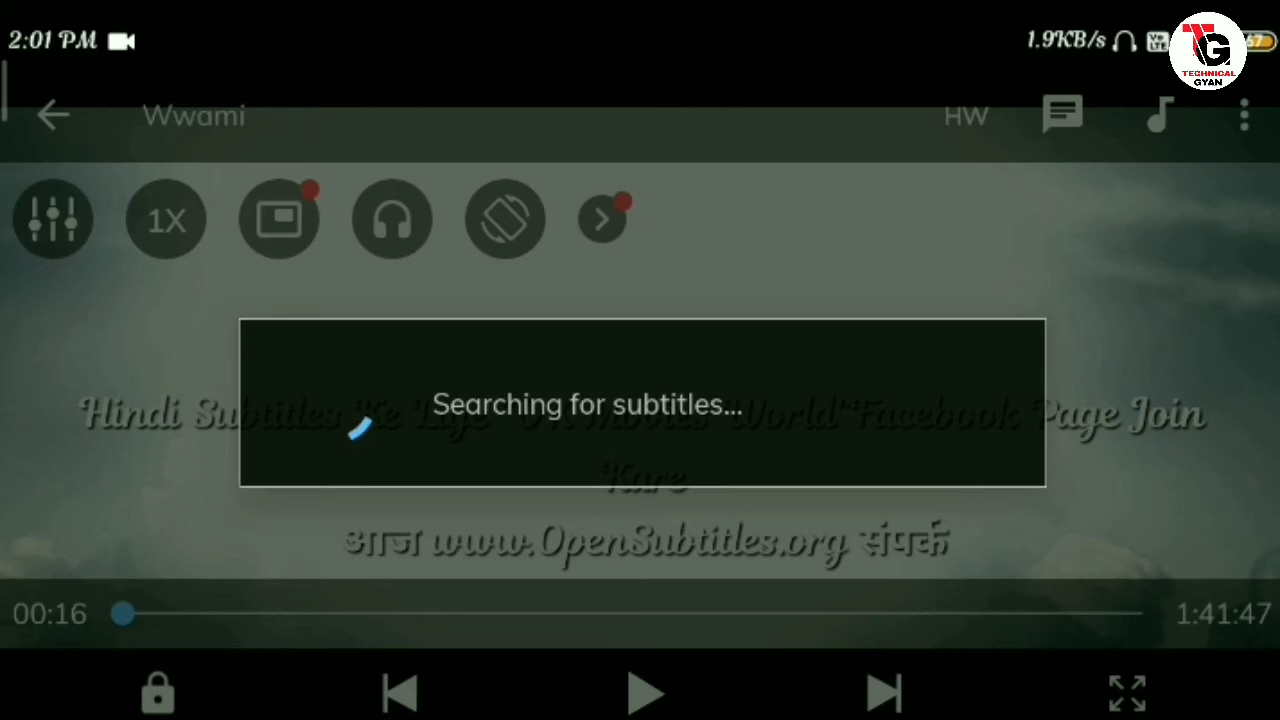 2:01 PM
1.9KB/s
67
TECHNICAL
GYAN
Wwami
HW
1X
Searching for subtitles...
Hindi Subtitles Ke Liye World" Facebook Page Join
Kare
आज www.OpenSubtitles.org संपर्क
00:16
1:41:47